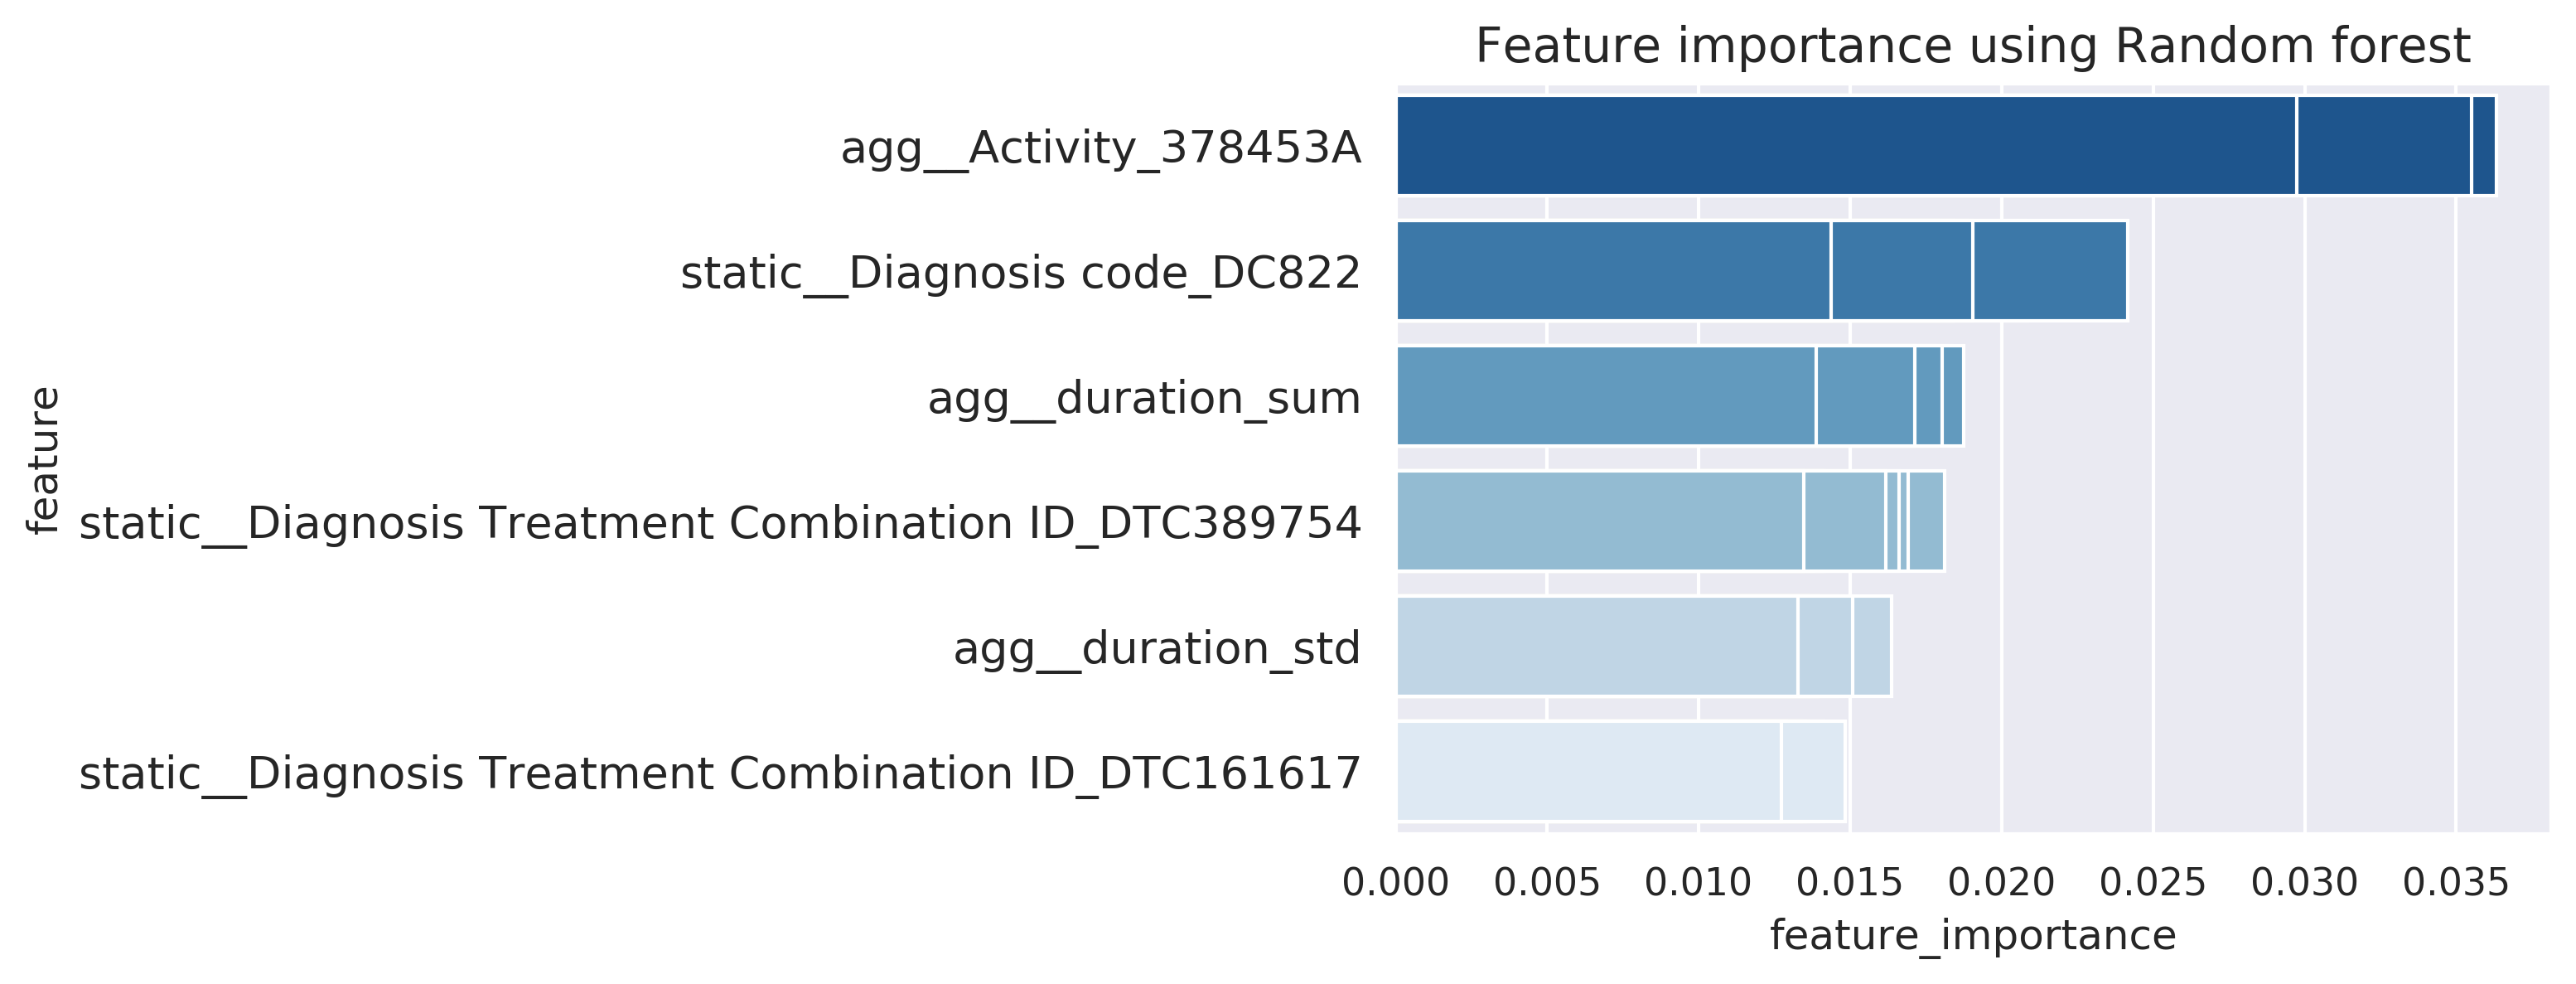 Feature importance using Random forest
agg__Activity_378453A
static__Diagnosis code_DC822
agg__duration_sum
static__Diagnosis Treatment Combination ID_DTC389754
agg__duration_std
static__Diagnosis Treatment Combination ID_DTC161617
feature
0.000 0.005 0.010 0.015 0.020 0.025 0.030 0.035
feature_importance